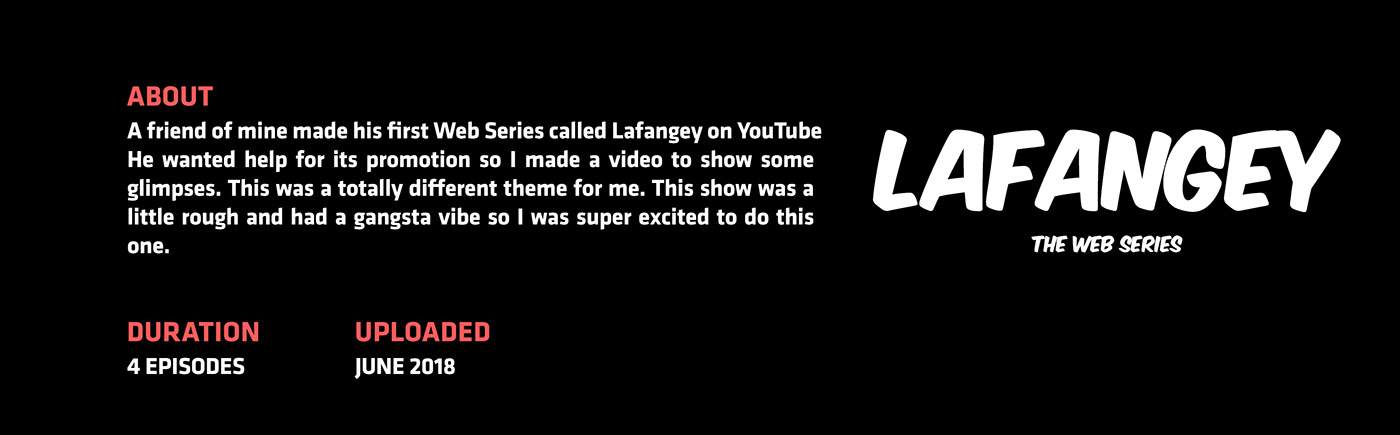 ABOUT
A friend of mine made his first Web Series called Lafangey on YouTube
He wanted help for its promotion so I made a video to show some
glimpses. This was a totally different theme for me. This show was a
little rough and had a gangsta vibe so I was super excited to do this
one.
LAFANGEY
THE WEB SERIES
DURATION
4 EPISODES
UPLOADED
JUNE 2018